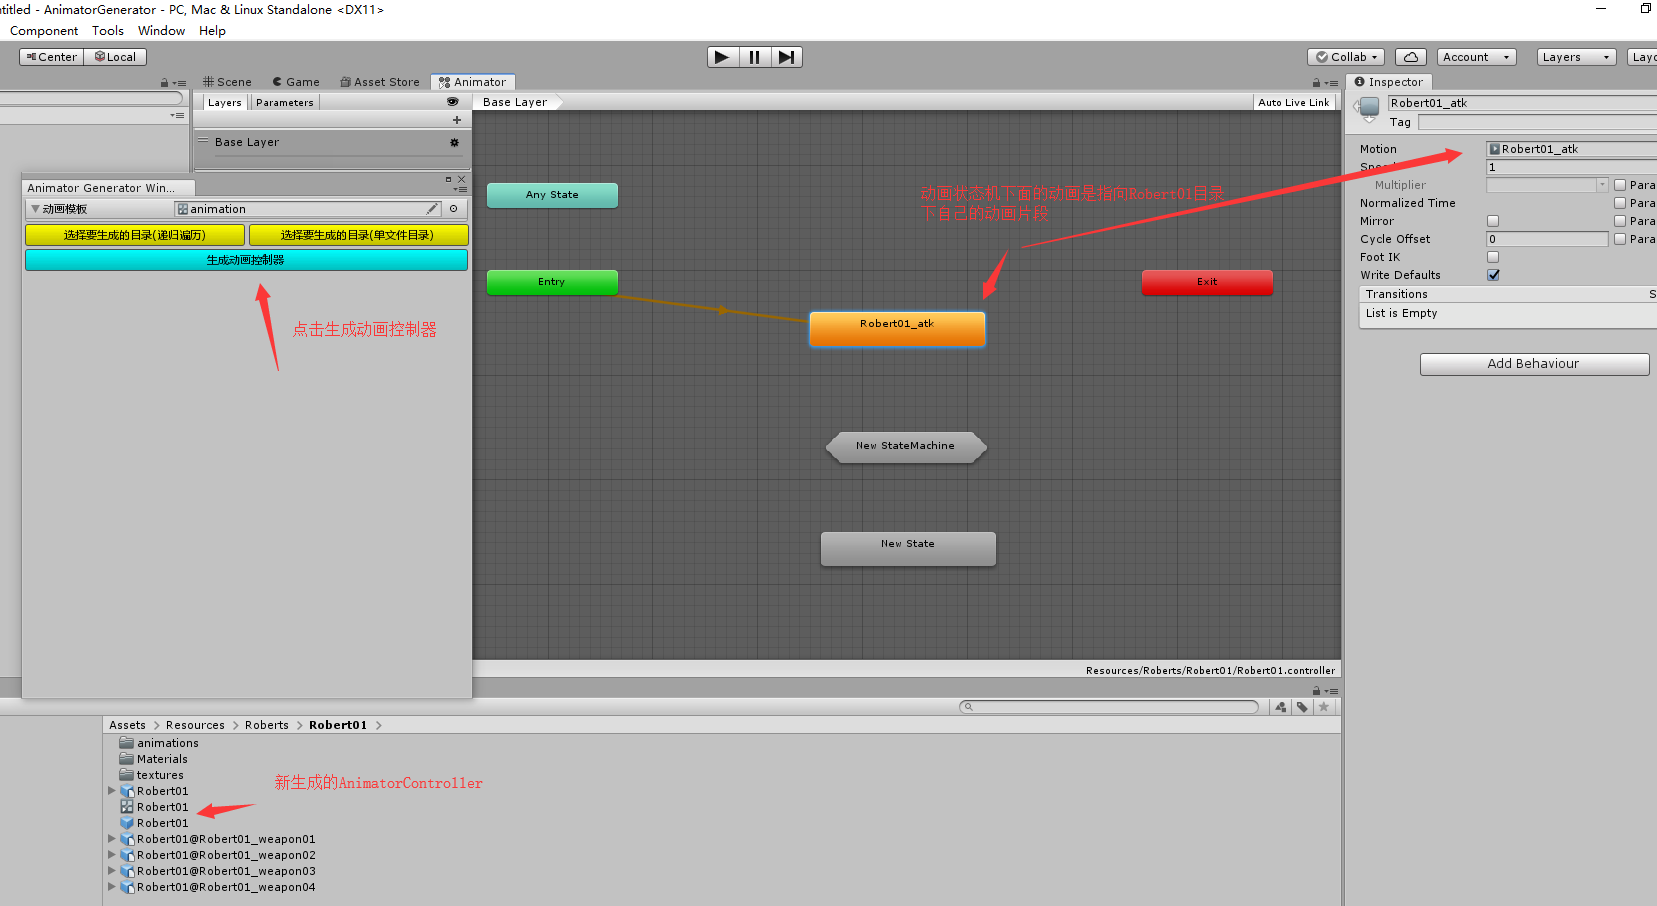 ntitled - AnimatorGenerator - PC, Mac & Linux Standalone <DX11>
Component Tools Window Help
Center Local
Collab Account Layers Layo
Scene Game Asset Store Animator
Inspector
Layers Parameters
Base Layer
Auto Live Link
Robert01_atk
Tag
Base Layer
Animator Generator Win...
动画模板 animation
选择要生成的目录(递归遍历) 选择要生成的目录(单文件目录)
生成动画控制器
点击生成动画控制器
Any State
Entry
Exit
Robert01_atk
New StateMachine
New State
动画状态机下面的动画是指向Robert01目录
下自己的动画片段
Motion Robert01_atk
1
Multiplier Para
Normalized Time Para
Mirror Para
Cycle Offset 0 Para
Foot IK
Write Defaults
Transitions S
List is Empty
Add Behaviour
Resources/Roberts/Robert01/Robert01.controller
Assets > Resources > Roberts > Robert01 >
animations
Materials
textures
Robert01
Robert01
Robert01
Robert01@Robert01_weapon01
Robert01@Robert01_weapon02
Robert01@Robert01_weapon03
Robert01@Robert01_weapon04
新生成的AnimatorController